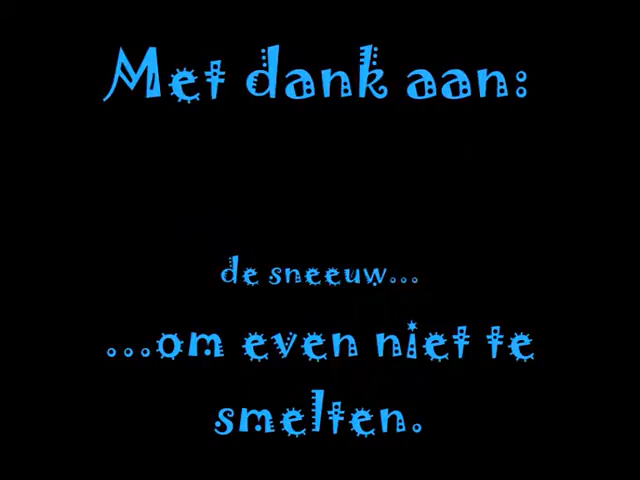 Met dank aan:
de sneeuw...
...om even niet te
smelten.